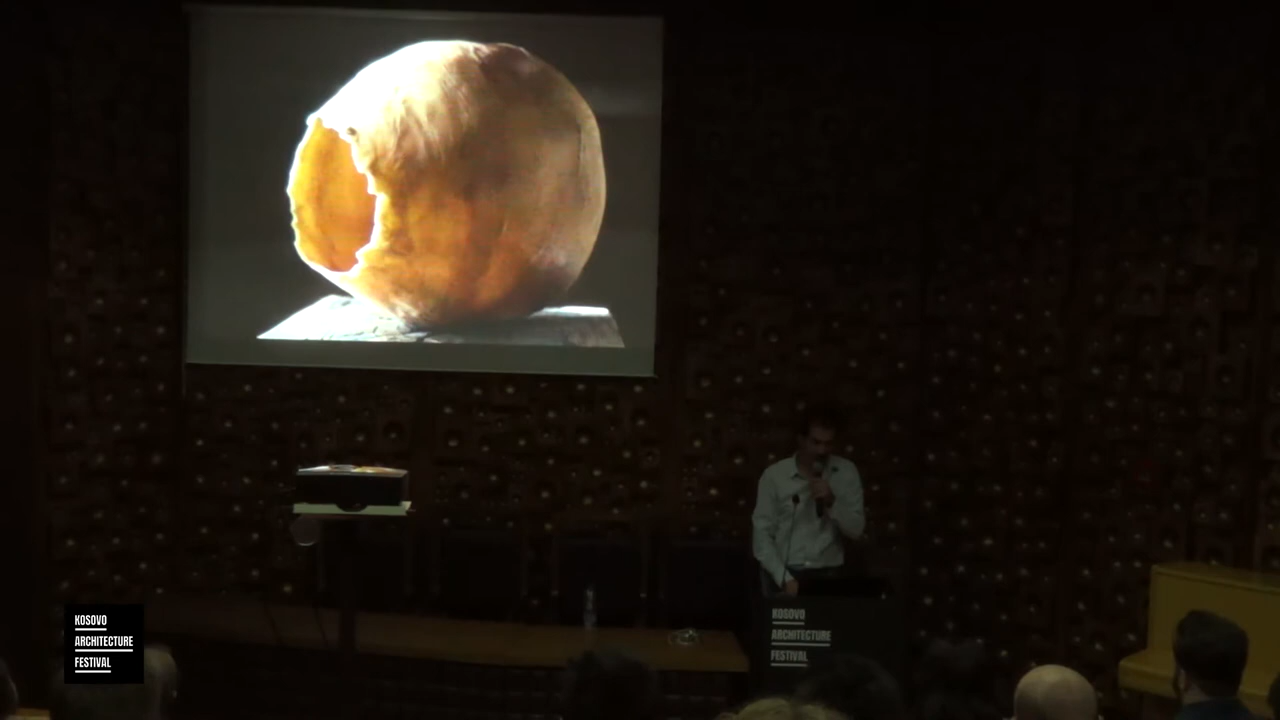 KOSOVO
ARCHITECTURE
FESTIVAL
KOSOVO
ARCHITECTURE
FESTIVAL